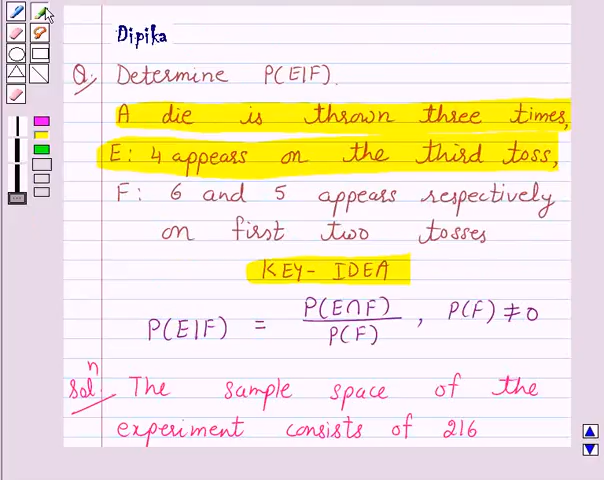 Dipika
Q. Determine P(E|F).
A die is thrown three times,
E: 4 appears on the third toss,
F: 6 and 5 appears respectively
on first two tosses
KEY- IDEA
P(E|F) = P(E∩F)/P(F) , P(F) ≠ 0
Solⁿ The sample space of the
experiment consists of 216